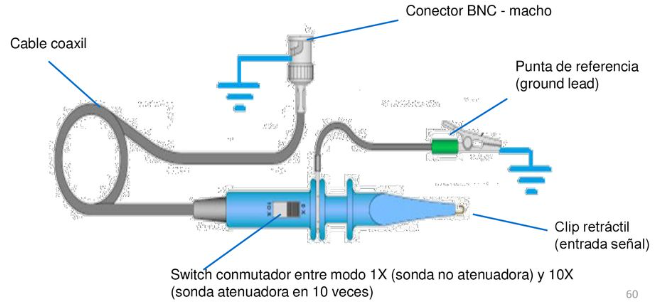 Conector BNC - macho
Cable coaxil
Punta de referencia
(ground lead)
Clip retráctil
(entrada señal)
Switch conmutador entre modo 1X (sonda no atenuadora) y 10X
(sonda atenuadora en 10 veces)
60